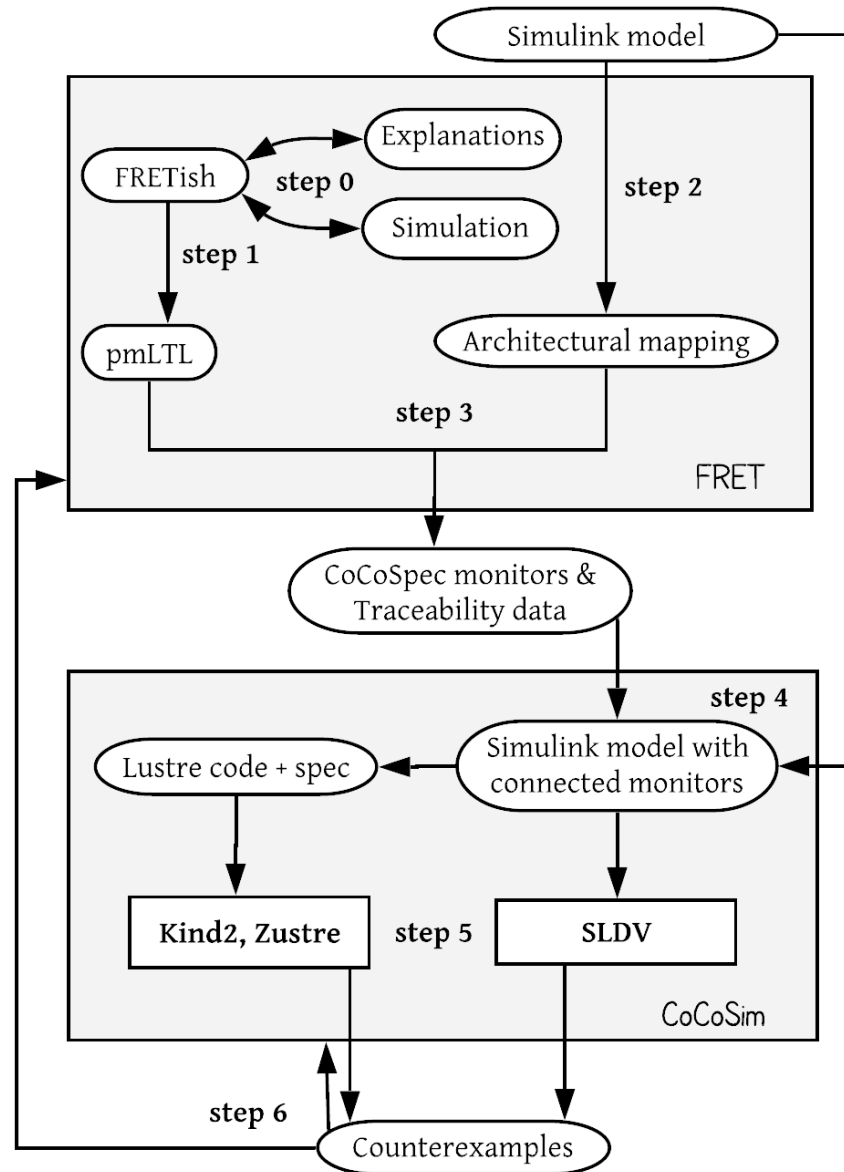 Simulink model
Explanations
FRETish
step 0
step 2
Simulation
step 1
pmLTL
Architectural mapping
step 3
FRET
CoCoSpec monitors &
Traceability data
step 4
Lustre code + spec
Simulink model with
connected monitors
Kind2, Zustre
step 5
SLDV
CoCoSim
step 6
Counterexamples